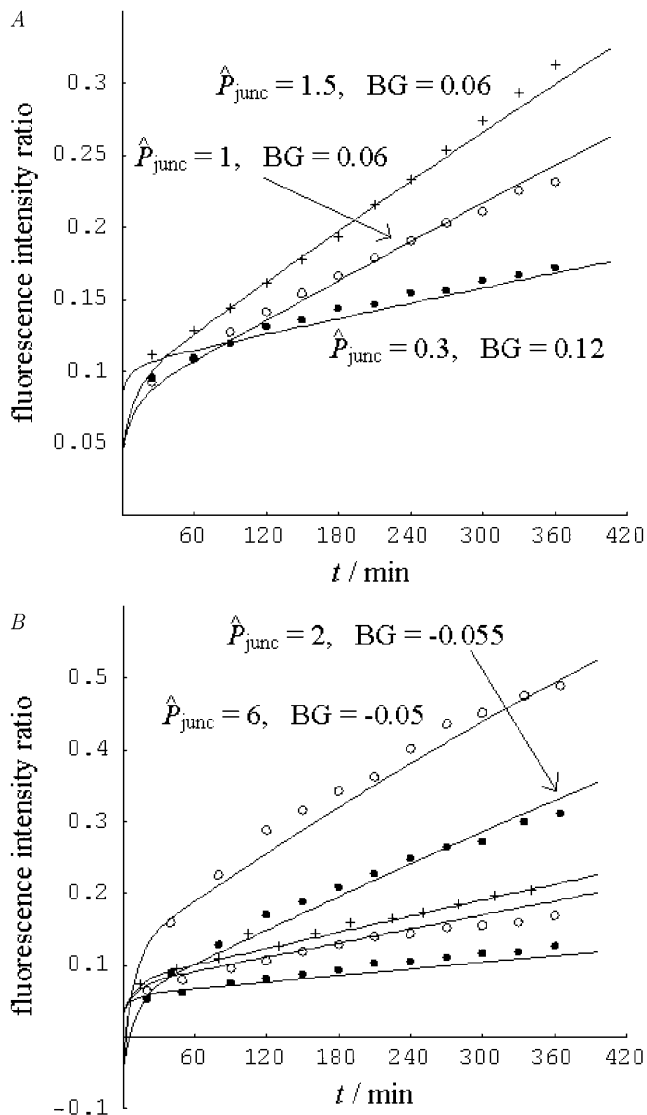 A
fluorescence intensity ratio
0.3
0.25
0.2
0.15
0.1
0.05
P̂junc = 1.5, BG = 0.06
P̂junc = 1, BG = 0.06
P̂junc = 0.3, BG = 0.12
60 120 180 240 300 360 420
t / min
B
fluorescence intensity ratio
0.5
0.4
0.3
0.2
0.1
-0.1
P̂junc = 2, BG = -0.055
P̂junc = 6, BG = -0.05
60 120 180 240 300 360 420
t / min